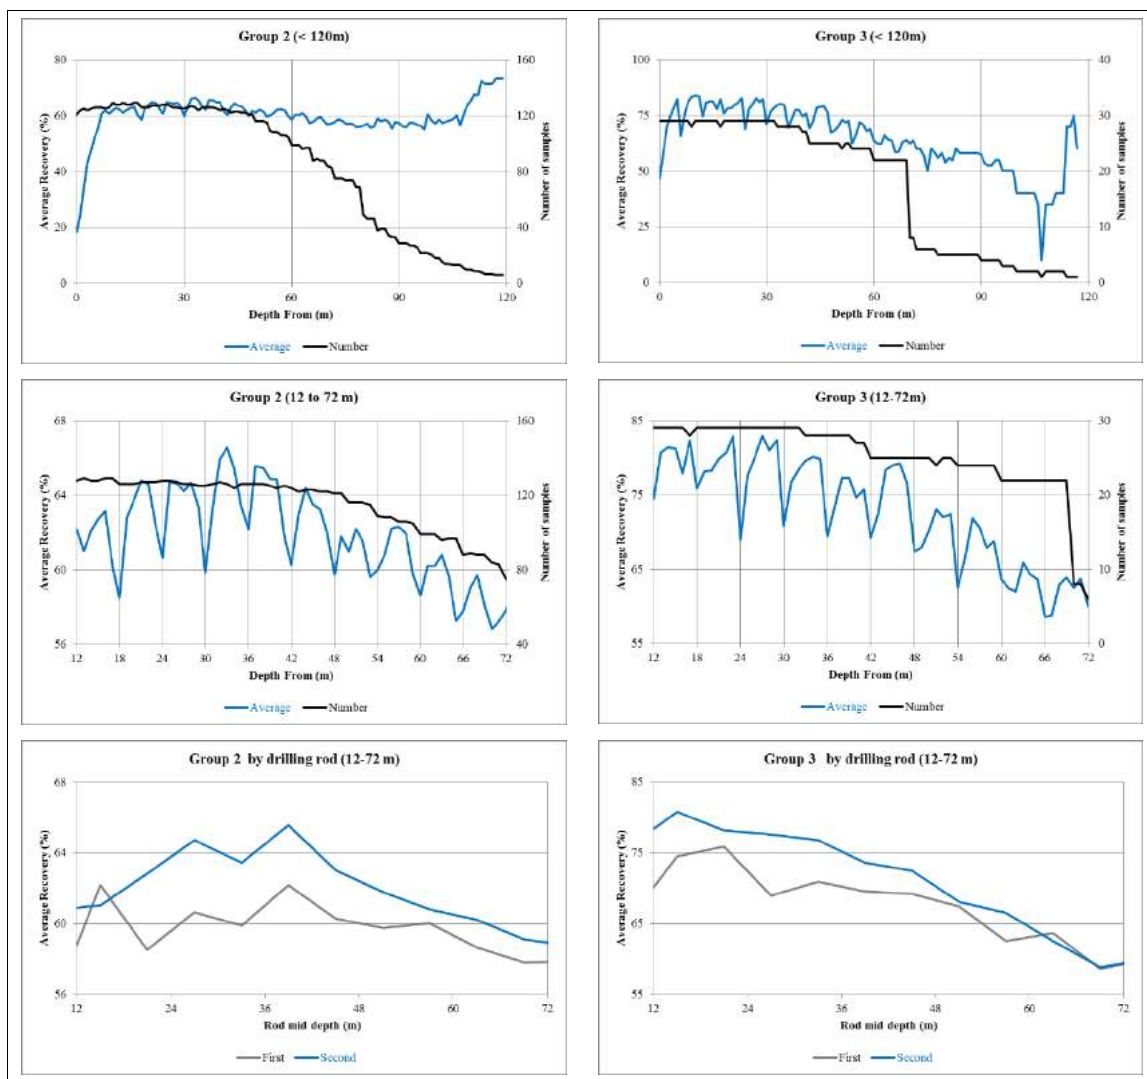 Group 2 (< 120m)
80
60
40
20
0
160
120
80
40
0
0
30
60
90
120
Average Recovery (%)
Number of samples
Depth From (m)
Average
Number
Group 3 (< 120m)
100
75
50
25
0
40
30
20
10
0
0
30
60
90
120
Average Recovery (%)
Number of samples
Depth From (m)
Average
Number
Group 2 (12 to 72 m)
68
64
60
56
160
120
80
40
12
18
24
30
36
42
48
54
60
66
72
Average Recovery (%)
Number of samples
Depth From (m)
Average
Number
Group 3 (12-72m)
85
75
65
55
30
20
10
0
12
18
24
30
36
42
48
54
60
66
72
Average Recovery (%)
Number of samples
Depth From (m)
Average
Number
Group 2 by drilling rod (12-72 m)
68
64
60
56
12
24
36
48
60
72
Average Recovery (%)
Rod mid depth (m)
First
Second
Group 3 by drilling rod (12-72 m)
85
75
65
55
12
24
36
48
60
72
Average Recovery (%)
Rod mid depth (m)
First
Second